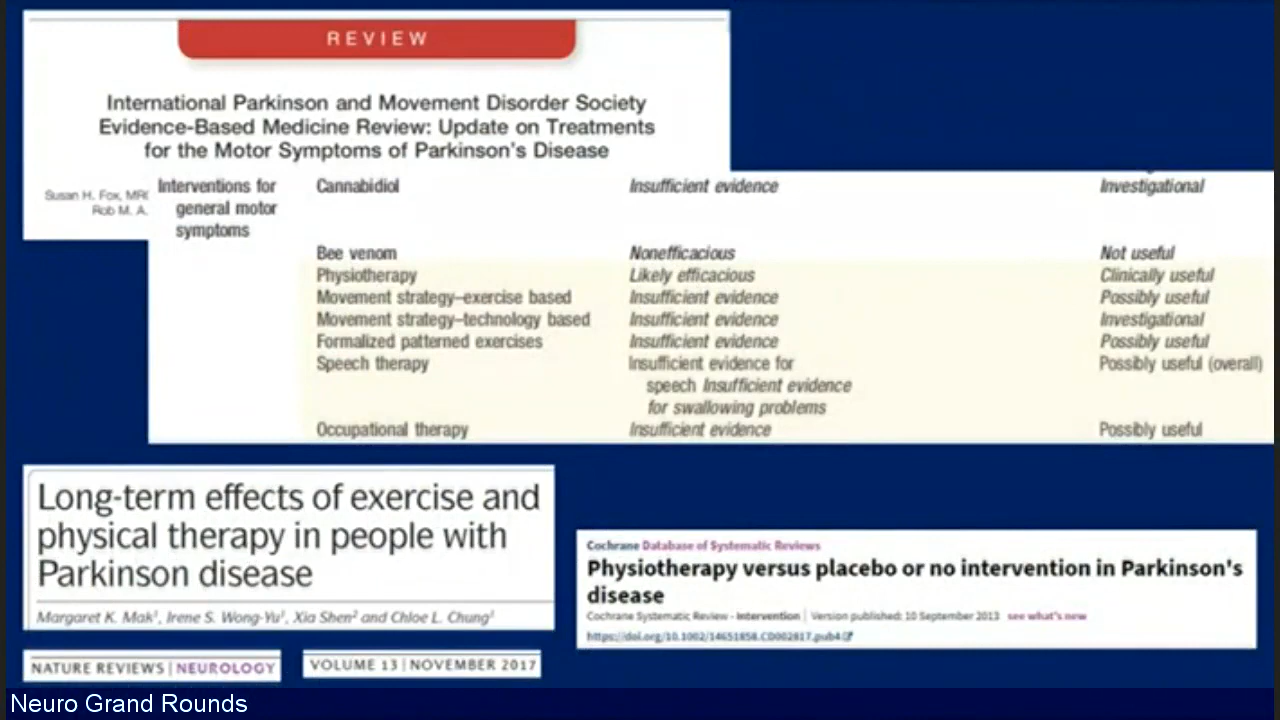 REVIEW
International Parkinson and Movement Disorder Society
Evidence-Based Medicine Review: Update on Treatments
for the Motor Symptoms of Parkinson's Disease
Susan H. Fox,
Rob M. A.
Interventions for general motor symptoms
Cannabidiol Insufficient evidence Investigational
Bee venom Nonefficacious Not useful
Physiotherapy Likely efficacious Clinically useful
Movement strategy–exercise based Insufficient evidence Possibly useful
Movement strategy–technology based Insufficient evidence Investigational
Formalized patterned exercises Insufficient evidence Possibly useful
Speech therapy Insufficient evidence for speech Insufficient evidence for swallowing problems Possibly useful (overall)
Occupational therapy Insufficient evidence Possibly useful
Long-term effects of exercise and
physical therapy in people with
Parkinson disease
Margaret K. Mak¹, Irene S. Wong-Yu¹, Xia Shen² and Chloe L. Chung¹
NATURE REVIEWS | NEUROLOGY
VOLUME 13 | NOVEMBER 2017
Cochrane Database of Systematic Reviews
Physiotherapy versus placebo or no intervention in Parkinson's
disease
Cochrane Systematic Review - Intervention | Version published: 10 September 2013 see what's new
https://doi.org/10.1002/14651858.CD002817.pub4
Neuro Grand Rounds